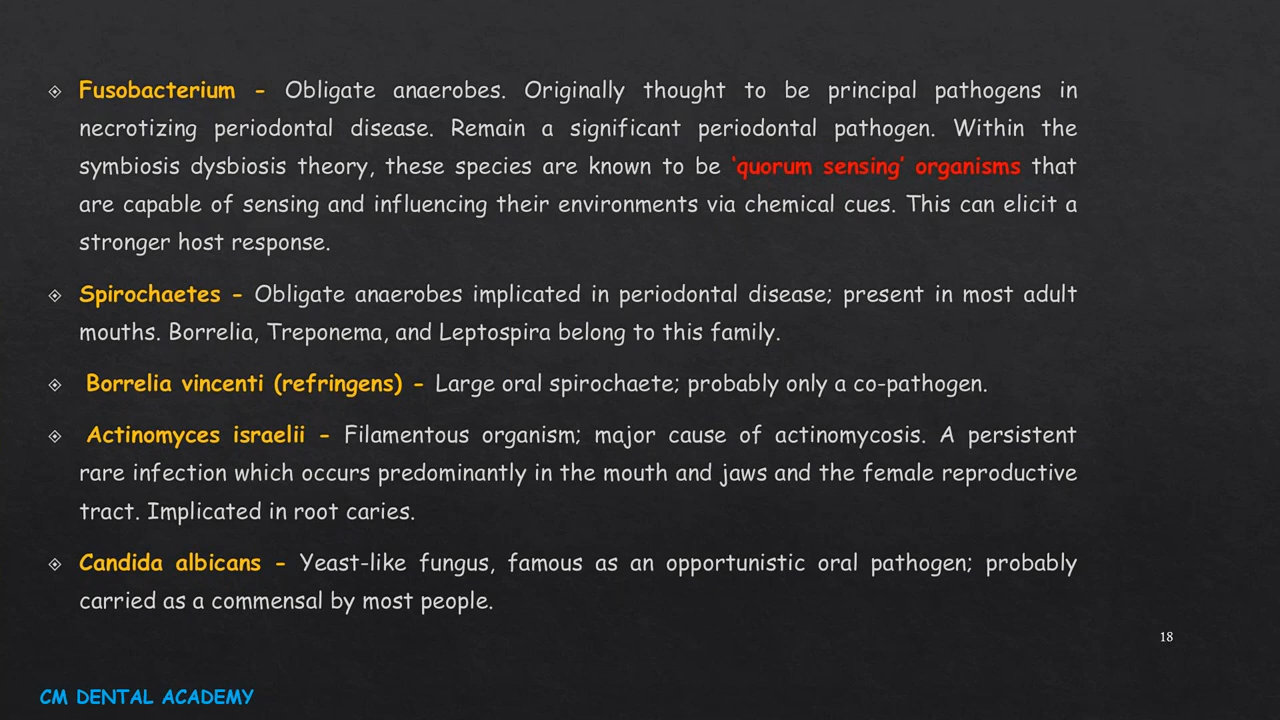 Fusobacterium - Obligate anaerobes. Originally thought to be principal pathogens in
necrotizing periodontal disease. Remain a significant periodontal pathogen. Within the
symbiosis dysbiosis theory, these species are known to be 'quorum sensing' organisms that
are capable of sensing and influencing their environments via chemical cues. This can elicit a
stronger host response.
Spirochaetes - Obligate anaerobes implicated in periodontal disease; present in most adult
mouths. Borrelia, Treponema, and Leptospira belong to this family.
Borrelia vincenti (refringens) - Large oral spirochaete; probably only a co-pathogen.
Actinomyces israelii - Filamentous organism; major cause of actinomycosis. A persistent
rare infection which occurs predominantly in the mouth and jaws and the female reproductive
tract. Implicated in root caries.
Candida albicans - Yeast-like fungus, famous as an opportunistic oral pathogen; probably
carried as a commensal by most people.
18
CM DENTAL ACADEMY